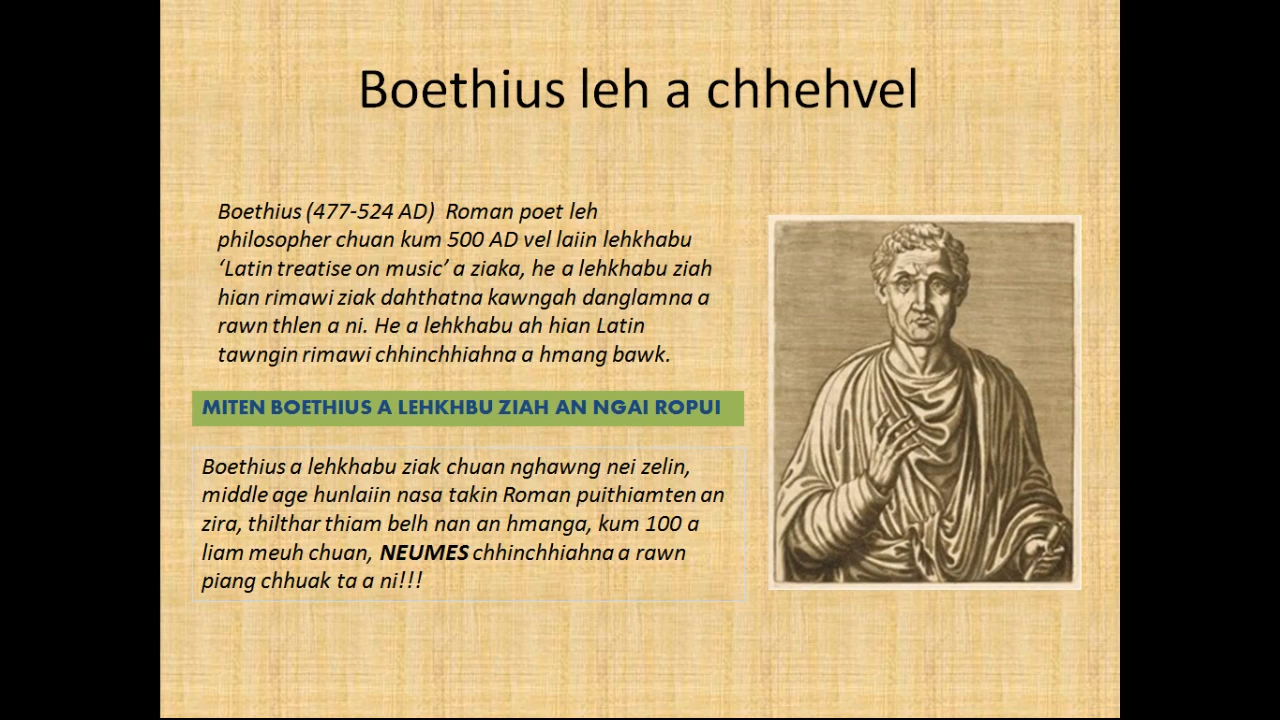 Boethius leh a chhehvel
Boethius (477-524 AD)  Roman poet leh
philosopher chuan kum 500 AD vel laiin lehkhabu
‘Latin treatise on music’ a ziaka, he a lehkhabu ziah
hian rimawi ziak dahthatna kawngah danglamna a
rawn thlen a ni. He a lehkhabu ah hian Latin
tawngin rimawi chhinchhiahna a hmang bawk.
MITEN BOETHIUS A LEHKHBU ZIAH AN NGAI ROPUI
Boethius a lehkhabu ziak chuan nghawng nei zelin,
middle age hunlaiin nasa takin Roman puithiamten an
zira, thilthar thiam belh nan an hmanga, kum 100 a
liam meuh chuan, NEUMES chhinchhiahna a rawn
piang chhuak ta a ni!!!